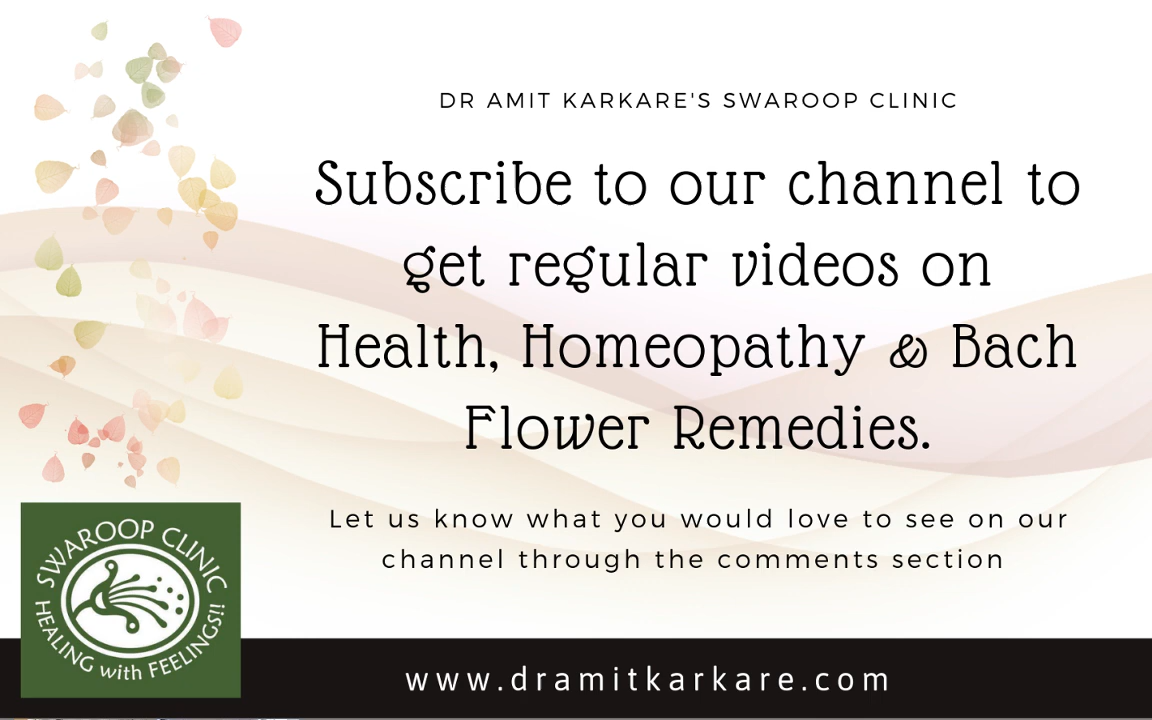 DR AMIT KARKARE'S SWAROOP CLINIC
Subscribe to our channel to
get regular videos on
Health, Homeopathy & Bach
Flower Remedies.
Let us know what you would love to see on our
channel through the comments section
SWAROOP CLINIC
HEALING with FEELINGS!!
www.dramitkarkare.com